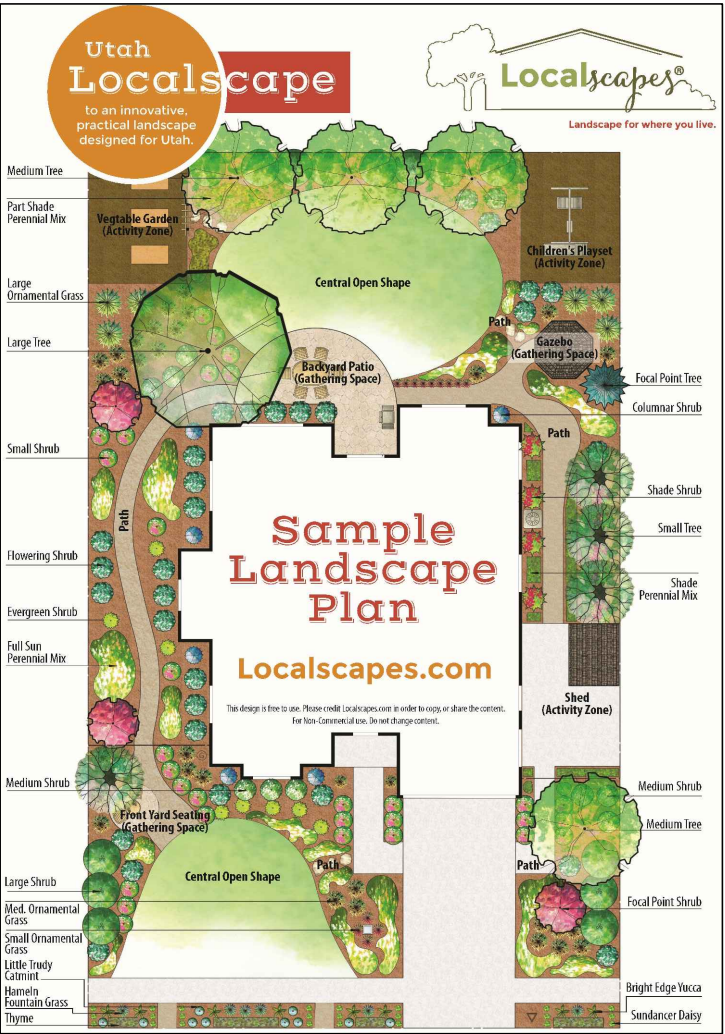 Utah
Localscape
to an innovative,
practical landscape
designed for Utah.
Localscapes®
Landscape for where you live.
Medium Tree
Part Shade
Perennial Mix
Vegtable Garden
(Activity Zone)
Children's Playset
(Activity Zone)
Central Open Shape
Large
Ornamental Grass
Large Tree
Path
Gazebo
(Gathering Space)
Backyard Patio
(Gathering Space)
Focal Point Tree
Columnar Shrub
Path
Small Shrub
Path
Shade Shrub
Small Tree
Shade
Perennial Mix
Flowering Shrub
Evergreen Shrub
Full Sun
Perennial Mix
Sample
Landscape
Plan
Localscapes.com
This design is free to use. Please credit Localscapes.com in order to copy, or share the content.
For Non-Commercial use. Do not change content.
Shed
(Activity Zone)
Medium Shrub
Front Yard Seating
(Gathering Space)
Medium Shrub
Medium Tree
Path
Path
Central Open Shape
Large Shrub
Med. Ornamental
Grass
Small Ornamental
Grass
Focal Point Shrub
Little Trudy
Catmint
Hameln
Fountain Grass
Thyme
Bright Edge Yucca
Sundancer Daisy